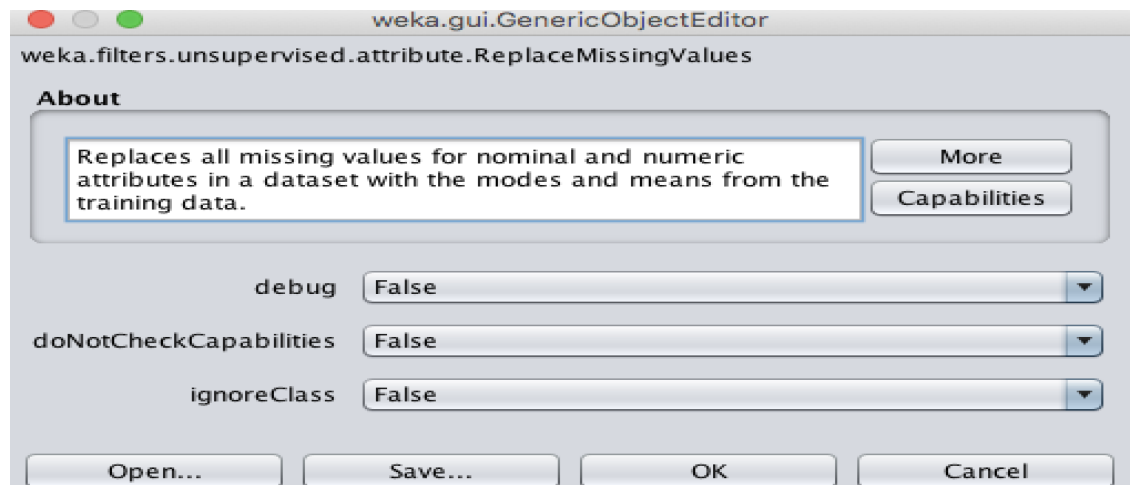 weka.gui.GenericObjectEditor
weka.filters.unsupervised.attribute.ReplaceMissingValues
About
Replaces all missing values for nominal and numeric
attributes in a dataset with the modes and means from the
training data.
More
Capabilities
debug False
doNotCheckCapabilities False
ignoreClass False
Open... Save... OK Cancel